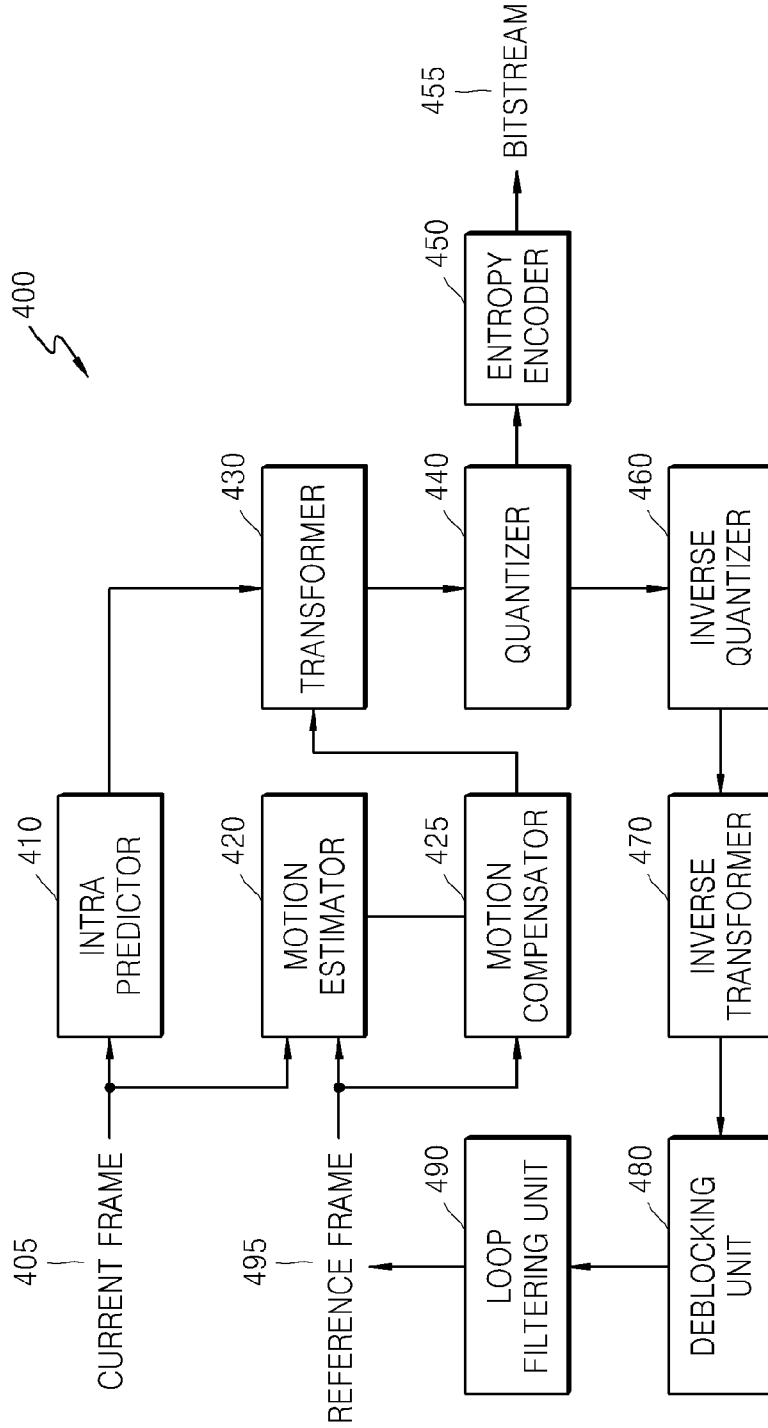 400
405
CURRENT FRAME
410
INTRA
PREDICTOR
430
TRANSFORMER
495
REFERENCE FRAME
420
MOTION
ESTIMATOR
425
MOTION
COMPENSATOR
440
QUANTIZER
450
ENTROPY
ENCODER
455
BITSTREAM
490
LOOP
FILTERING UNIT
480
DEBLOCKING
UNIT
470
INVERSE
TRANSFORMER
460
INVERSE
QUANTIZER